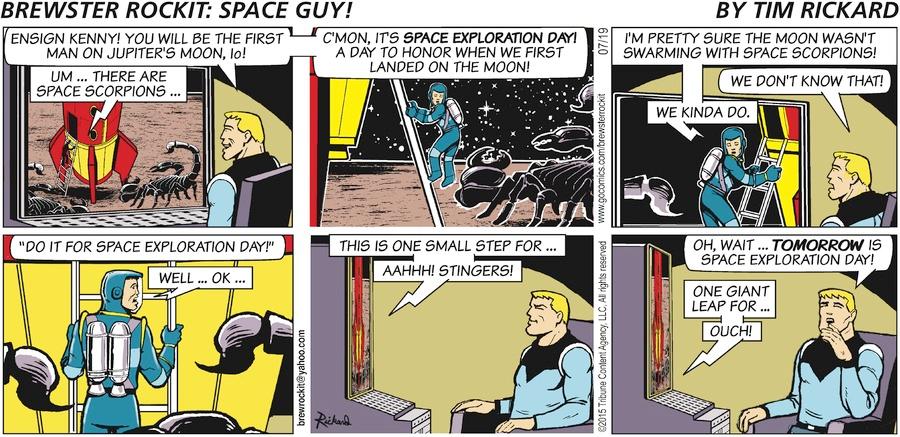 BREWSTER ROCKIT: SPACE GUY!
BY TIM RICKARD
ENSIGN KENNY! YOU WILL BE THE FIRST
MAN ON JUPITER'S MOON, Io!
UM ... THERE ARE
SPACE SCORPIONS ...
C'MON, IT'S SPACE EXPLORATION DAY!
A DAY TO HONOR WHEN WE FIRST
LANDED ON THE MOON!
07/19
www.gocomics.com/brewsterrockit
I'M PRETTY SURE THE MOON WASN'T
SWARMING WITH SPACE SCORPIONS!
WE DON'T KNOW THAT!
WE KINDA DO.
"DO IT FOR SPACE EXPLORATION DAY!"
WELL ... OK ...
brewrockit@yahoo.com
THIS IS ONE SMALL STEP FOR ...
AAHHH! STINGERS!
Rickard
©2015 Tribune Content Agency, LLC. All rights reserved
OH, WAIT ... TOMORROW IS
SPACE EXPLORATION DAY!
ONE GIANT
LEAP FOR ...
OUCH!